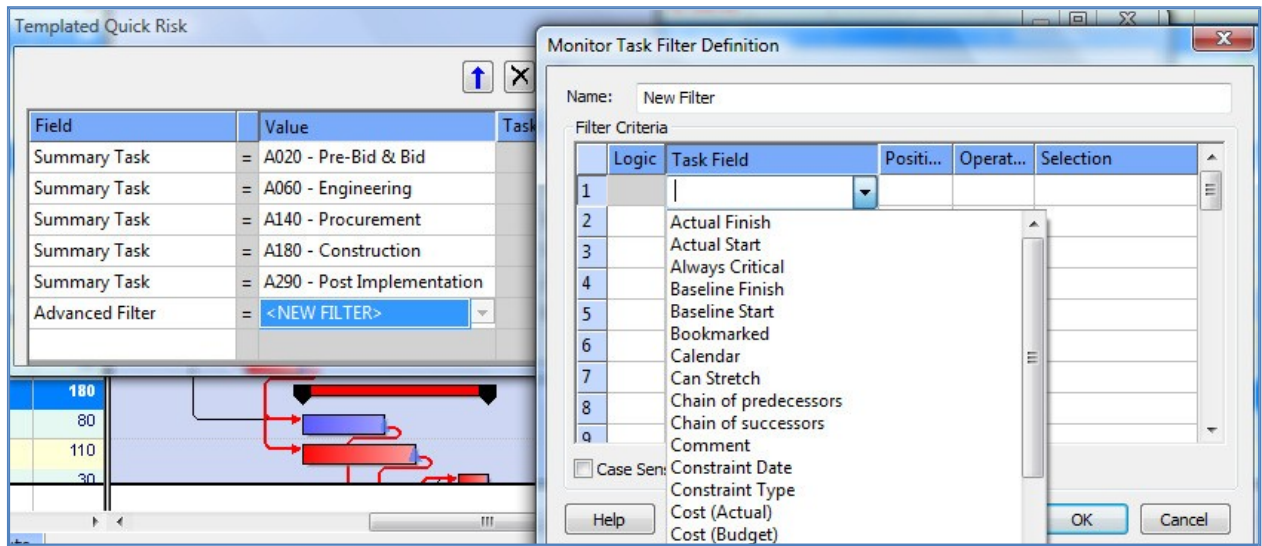 Templated Quick Risk
Field Value Task
Summary Task = A020 - Pre-Bid & Bid
Summary Task = A060 - Engineering
Summary Task = A140 - Procurement
Summary Task = A180 - Construction
Summary Task = A290 - Post Implementation
Advanced Filter = <NEW FILTER>
180
80
110
30
Monitor Task Filter Definition
Name: New Filter
Filter Criteria
Logic Task Field Positi... Operat... Selection
1
2
3
4
5
6
7
8
9
Actual Finish
Actual Start
Always Critical
Baseline Finish
Baseline Start
Bookmarked
Calendar
Can Stretch
Chain of predecessors
Chain of successors
Comment
Constraint Date
Constraint Type
Cost (Actual)
Cost (Budget)
Case Sen
Help OK Cancel